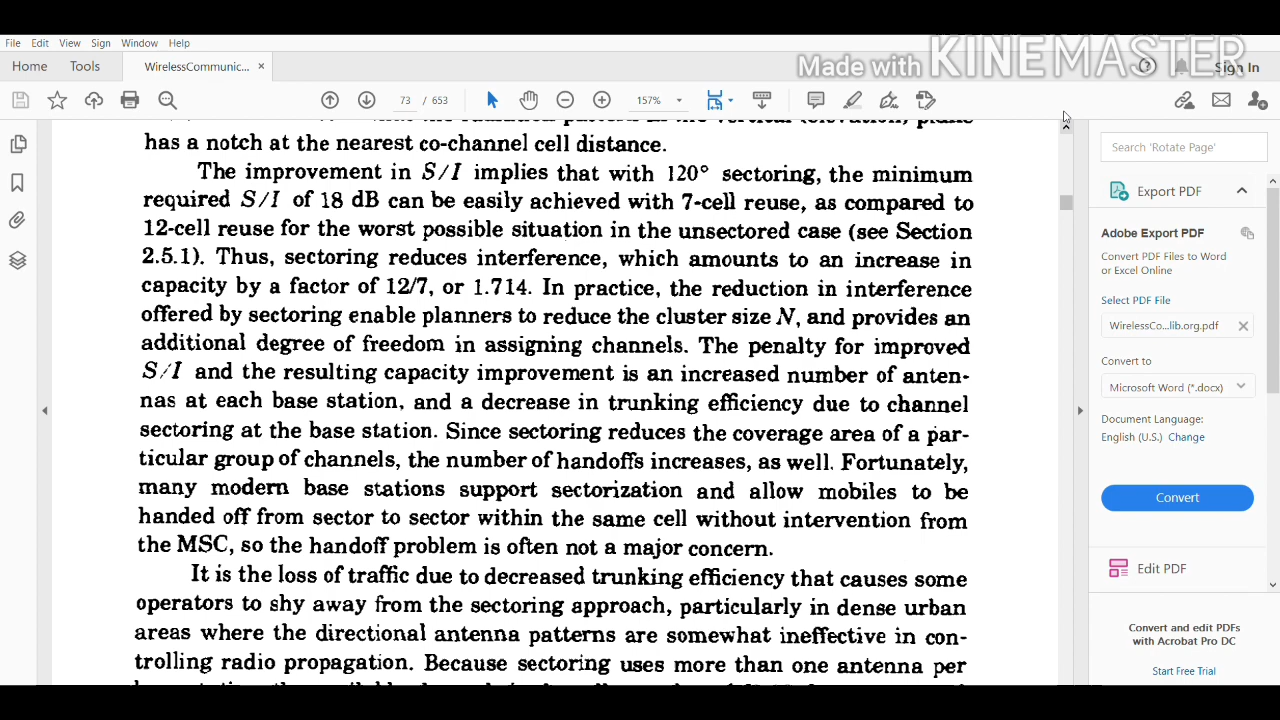 File Edit View Sign Window Help
Made with KINEMASTER
Home Tools WirelessCommunic... × Sign In
73 / 653 157%
has a notch at the nearest co-channel cell distance.
The improvement in S/I implies that with 120° sectoring, the minimum
required S/I of 18 dB can be easily achieved with 7-cell reuse, as compared to
12-cell reuse for the worst possible situation in the unsectored case (see Section
2.5.1). Thus, sectoring reduces interference, which amounts to an increase in
capacity by a factor of 12/7, or 1.714. In practice, the reduction in interference
offered by sectoring enable planners to reduce the cluster size N, and provides an
additional degree of freedom in assigning channels. The penalty for improved
S/I and the resulting capacity improvement is an increased number of anten-
nas at each base station, and a decrease in trunking efficiency due to channel
sectoring at the base station. Since sectoring reduces the coverage area of a par-
ticular group of channels, the number of handoffs increases, as well. Fortunately,
many modern base stations support sectorization and allow mobiles to be
handed off from sector to sector within the same cell without intervention from
the MSC, so the handoff problem is often not a major concern.
It is the loss of traffic due to decreased trunking efficiency that causes some
operators to shy away from the sectoring approach, particularly in dense urban
areas where the directional antenna patterns are somewhat ineffective in con-
trolling radio propagation. Because sectoring uses more than one antenna per
Search 'Rotate Page'
Export PDF
Adobe Export PDF
Convert PDF Files to Word
or Excel Online
Select PDF File
WirelessCo...lib.org.pdf
Convert to
Microsoft Word (*.docx)
Document Language:
English (U.S.) Change
Convert
Edit PDF
Convert and edit PDFs
with Acrobat Pro DC
Start Free Trial